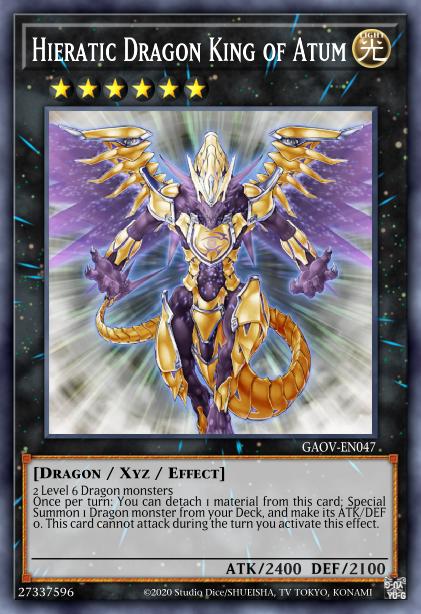 Hieratic Dragon King of Atum
LIGHT
光
GAOV-EN047
[Dragon / Xyz / Effect]
2 Level 6 Dragon monsters
Once per turn: You can detach 1 material from this card; Special
Summon 1 Dragon monster from your Deck, and make its ATK/DEF
0. This card cannot attack during the turn you activate this effect.
ATK/2400 DEF/2100
27337596
©2020 Studio Dice/SHUEISHA, TV TOKYO, KONAMI